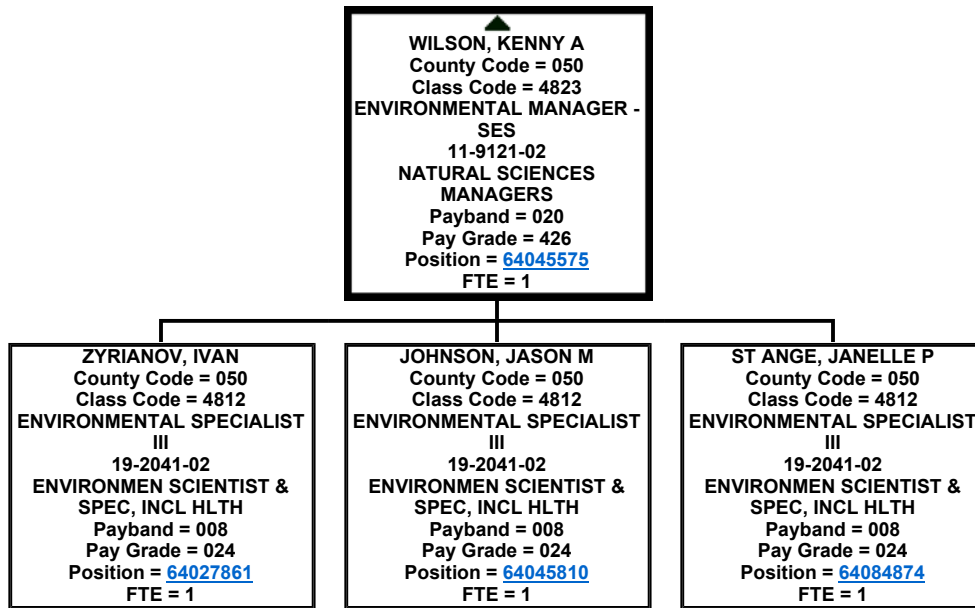 WILSON, KENNY A
County Code = 050
Class Code = 4823
ENVIRONMENTAL MANAGER -
SES
11-9121-02
NATURAL SCIENCES
MANAGERS
Payband = 020
Pay Grade = 426
Position = 64045575
FTE = 1
ZYRIANOV, IVAN
County Code = 050
Class Code = 4812
ENVIRONMENTAL SPECIALIST
III
19-2041-02
ENVIRONMEN SCIENTIST &
SPEC, INCL HLTH
Payband = 008
Pay Grade = 024
Position = 64027861
FTE = 1
JOHNSON, JASON M
County Code = 050
Class Code = 4812
ENVIRONMENTAL SPECIALIST
III
19-2041-02
ENVIRONMEN SCIENTIST &
SPEC, INCL HLTH
Payband = 008
Pay Grade = 024
Position = 64045810
FTE = 1
ST ANGE, JANELLE P
County Code = 050
Class Code = 4812
ENVIRONMENTAL SPECIALIST
III
19-2041-02
ENVIRONMEN SCIENTIST &
SPEC, INCL HLTH
Payband = 008
Pay Grade = 024
Position = 64084874
FTE = 1